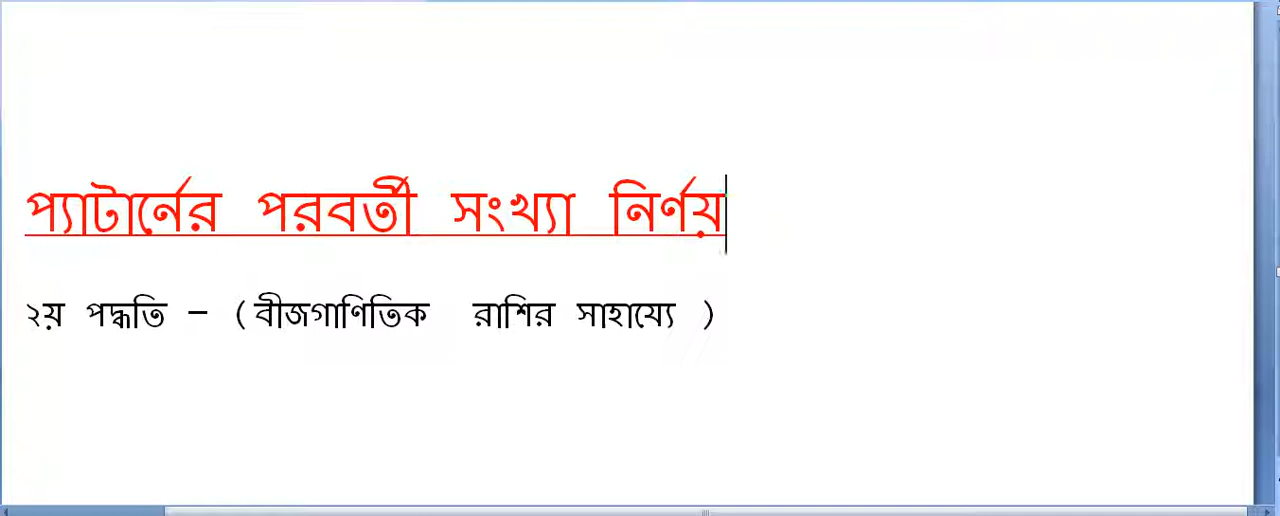 প্যাটার্নের পরবর্তী সংখ্যা নির্ণয়
২য় পদ্ধতি – (বীজগাণিতিক রাশির সাহায্যে )